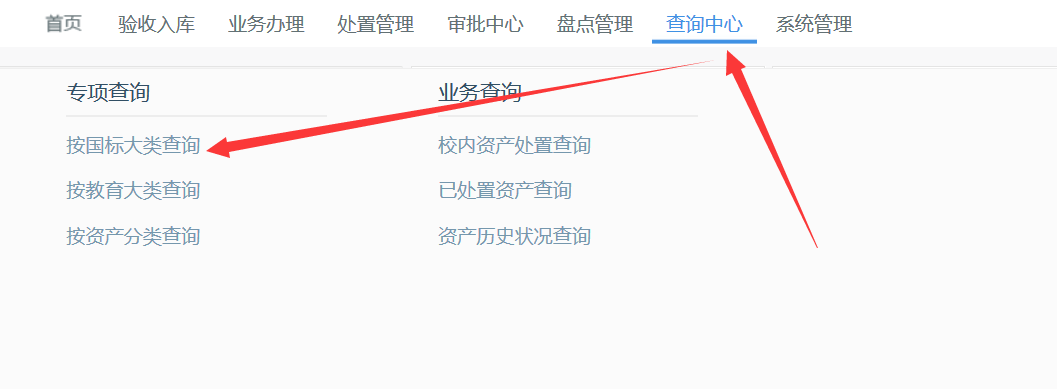 首页 验收入库 业务办理 处置管理 审批中心 盘点管理 查询中心 系统管理
专项查询 业务查询
按国标大类查询 校内资产处置查询
按教育大类查询 已处置资产查询
按资产分类查询 资产历史状况查询